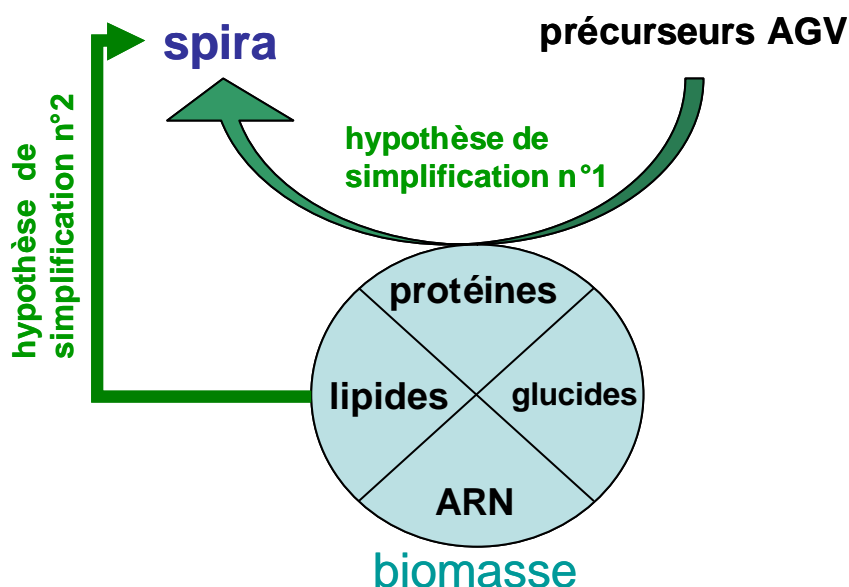 spira
précurseurs AGV
hypothèse de
simplification n°2
hypothèse de
simplification n°1
protéines
lipides
glucides
ARN
biomasse